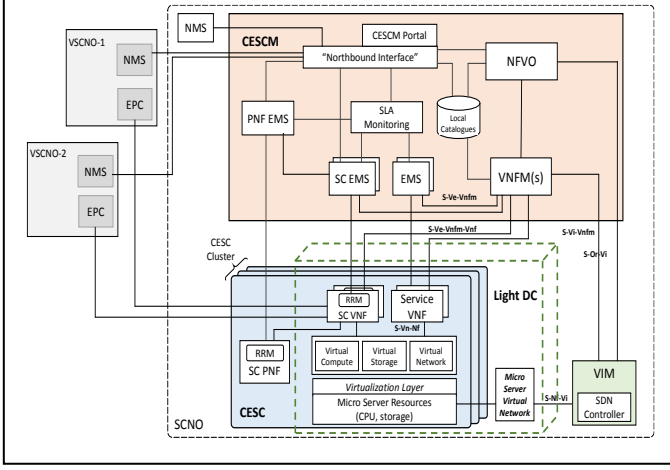 VSCNO-1
NMS
EPC
VSCNO-2
NMS
EPC
NMS
CESCM
CESCM Portal
"Northbound Interface"
NFVO
PNF EMS
SLA
Monitoring
Local
Catalogues
SC EMS
EMS
VNFM(s)
S-Ve-Vnfm
S-Ve-Vnfm-Vnf
S-Vi-Vnfm
S-Or-Vi
CESC
Cluster
Light DC
RRM
SC VNF
Service
VNF
S-Vn-Nf
RRM
SC PNF
Virtual
Compute
Virtual
Storage
Virtual
Network
Virtualization Layer
Micro Server Resources
(CPU, storage)
CESC
Micro
Server
Virtual
Network
S-Nf-Vi
VIM
SDN
Controller
SCNO